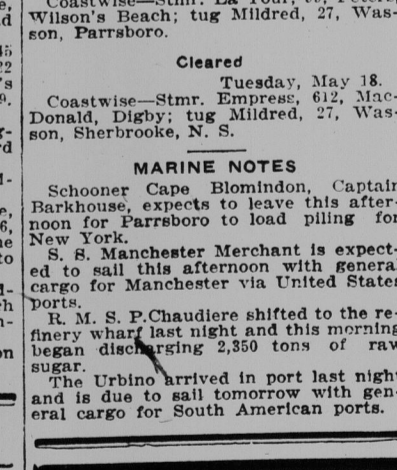 Coastwise—Stmr. La Tour,
Wilson's Beach; tug Mildred, 27, Was-
son, Parrsboro.
Cleared
Tuesday, May 18.
Coastwise—Stmr. Empress, 612, Mac-
Donald, Digby; tug Mildred, 27, Was-
son, Sherbrooke, N. S.
MARINE NOTES
Schooner Cape Blomindon, Captain
Barkhouse, expects to leave this after-
noon for Parrsboro to load piling for
New York.
S. S. Manchester Merchant is expect-
ed to sail this afternoon with general
cargo for Manchester via United States
ports.
R. M. S. P. Chaudiere shifted to the re-
finery wharf last night and this morning
began discharging 2,350 tons of raw
sugar.
The Urbino arrived in port last night
and is due to sail tomorrow with gen-
eral cargo for South American ports.